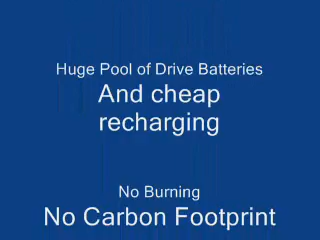 Huge Pool of Drive Batteries
And cheap
recharging
No Burning
No Carbon Footprint